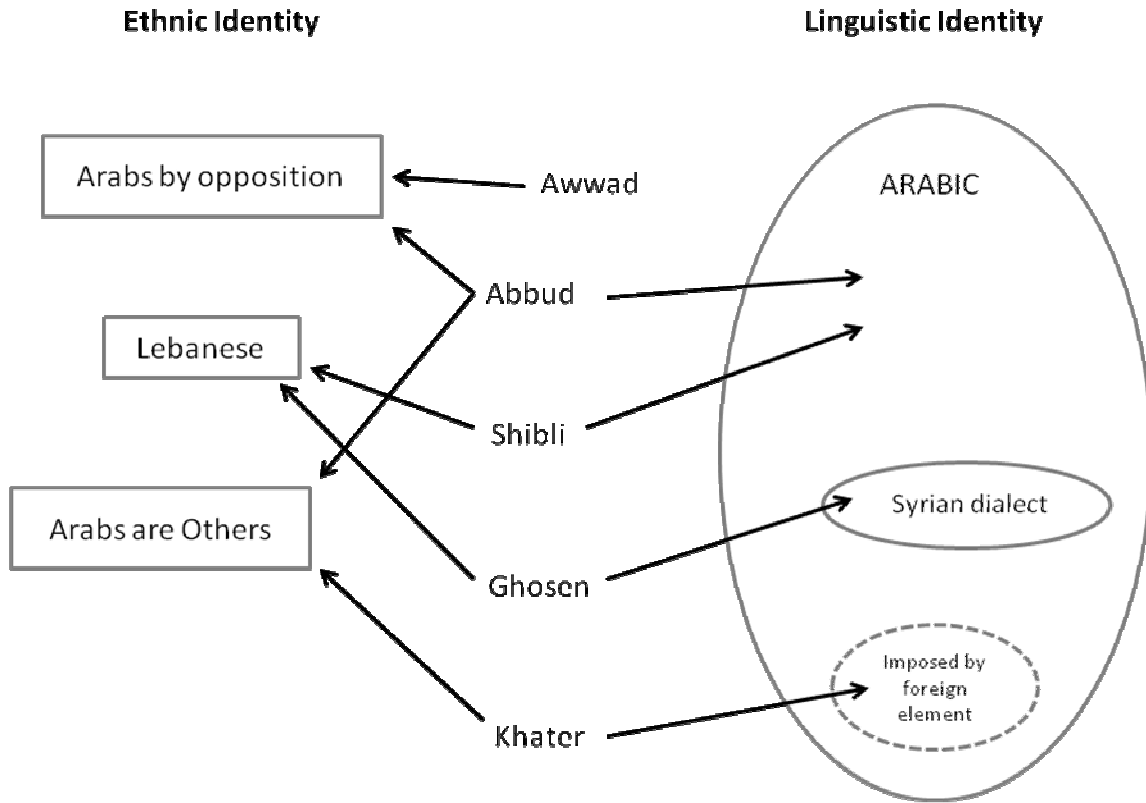 Ethnic Identity
Linguistic Identity
Arabs by opposition
Awwad
ARABIC
Abbud
Lebanese
Shibli
Syrian dialect
Arabs are Others
Ghosen
Imposed by
foreign
element
Khater